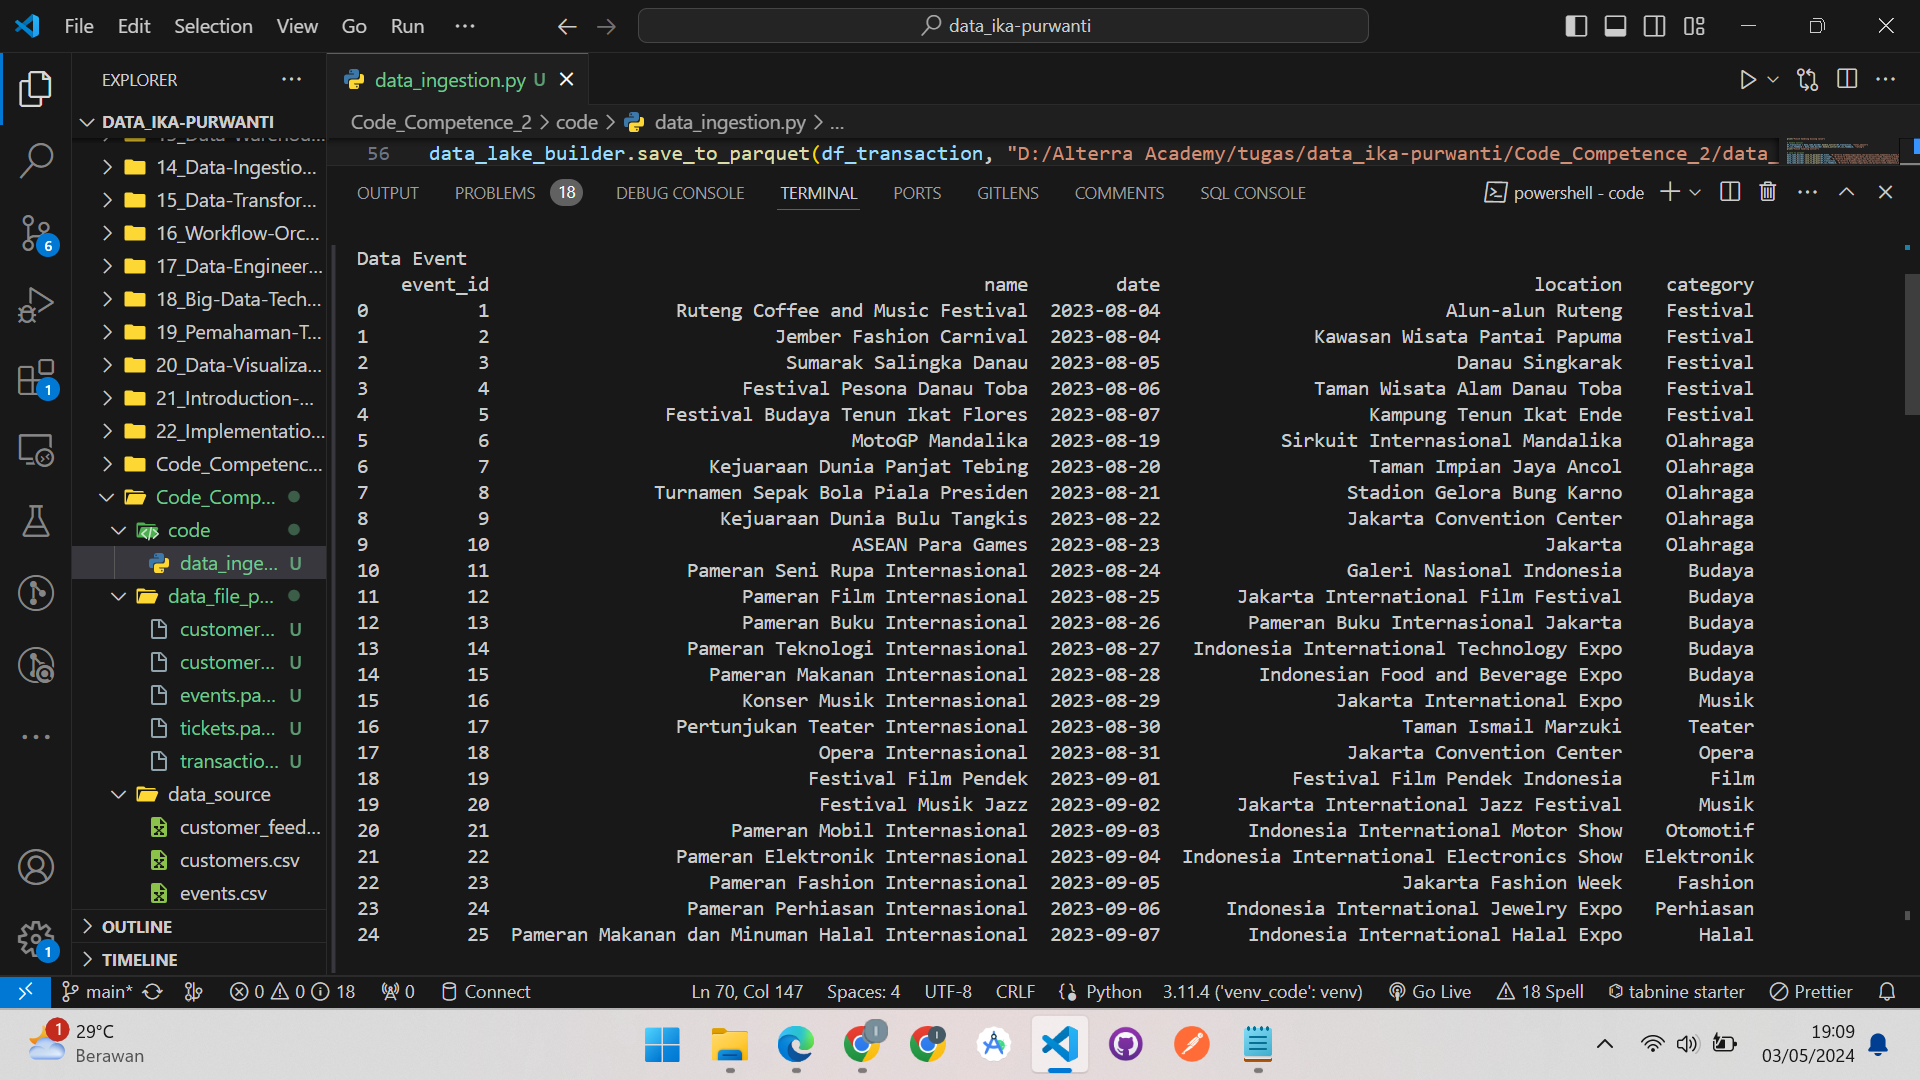 File Edit Selection View Go Run ... data_ika-purwanti
EXPLORER ... data_ingestion.py U
DATA_IKA-PURWANTI
Code_Competence_2 > code > data_ingestion.py > ...
56 data_lake_builder.save_to_parquet(df_transaction, "D:/Alterra Academy/tugas/data_ika-purwanti/Code_Competence_2/data_
14_Data-Ingestio...
15_Data-Transfor...
16_Workflow-Orc...
17_Data-Engineer...
18_Big-Data-Tech...
19_Pemahaman-T...
20_Data-Visualiza...
21_Introduction-...
22_Implementatio...
Code_Competenc...
Code_Comp...
code
data_inge... U
data_file_p...
customer... U
customer... U
events.pa... U
tickets.pa... U
transactio... U
data_source
customer_feed...
customers.csv
events.csv
OUTLINE
TIMELINE
6
1
1
OUTPUT PROBLEMS 18 DEBUG CONSOLE TERMINAL PORTS GITLENS COMMENTS SQL CONSOLE powershell - code
Data Event
event_id name date location category
0 1 Ruteng Coffee and Music Festival 2023-08-04 Alun-alun Ruteng Festival
1 2 Jember Fashion Carnival 2023-08-04 Kawasan Wisata Pantai Papuma Festival
2 3 Sumarak Salingka Danau 2023-08-05 Danau Singkarak Festival
3 4 Festival Pesona Danau Toba 2023-08-06 Taman Wisata Alam Danau Toba Festival
4 5 Festival Budaya Tenun Ikat Flores 2023-08-07 Kampung Tenun Ikat Ende Festival
5 6 MotoGP Mandalika 2023-08-19 Sirkuit Internasional Mandalika Olahraga
6 7 Kejuaraan Dunia Panjat Tebing 2023-08-20 Taman Impian Jaya Ancol Olahraga
7 8 Turnamen Sepak Bola Piala Presiden 2023-08-21 Stadion Gelora Bung Karno Olahraga
8 9 Kejuaraan Dunia Bulu Tangkis 2023-08-22 Jakarta Convention Center Olahraga
9 10 ASEAN Para Games 2023-08-23 Jakarta Olahraga
10 11 Pameran Seni Rupa Internasional 2023-08-24 Galeri Nasional Indonesia Budaya
11 12 Pameran Film Internasional 2023-08-25 Jakarta International Film Festival Budaya
12 13 Pameran Buku Internasional 2023-08-26 Pameran Buku Internasional Jakarta Budaya
13 14 Pameran Teknologi Internasional 2023-08-27 Indonesia International Technology Expo Budaya
14 15 Pameran Makanan Internasional 2023-08-28 Indonesian Food and Beverage Expo Budaya
15 16 Konser Musik Internasional 2023-08-29 Jakarta International Expo Musik
16 17 Pertunjukan Teater Internasional 2023-08-30 Taman Ismail Marzuki Teater
17 18 Opera Internasional 2023-08-31 Jakarta Convention Center Opera
18 19 Festival Film Pendek 2023-09-01 Festival Film Pendek Indonesia Film
19 20 Festival Musik Jazz 2023-09-02 Jakarta International Jazz Festival Musik
20 21 Pameran Mobil Internasional 2023-09-03 Indonesia International Motor Show Otomotif
21 22 Pameran Elektronik Internasional 2023-09-04 Indonesia International Electronics Show Elektronik
22 23 Pameran Fashion Internasional 2023-09-05 Jakarta Fashion Week Fashion
23 24 Pameran Perhiasan Internasional 2023-09-06 Indonesia International Jewelry Expo Perhiasan
24 25 Pameran Makanan dan Minuman Halal Internasional 2023-09-07 Indonesia International Halal Expo Halal
main* 0 0 18 0 Connect Ln 70, Col 147 Spaces: 4 UTF-8 CRLF Python 3.11.4 ('venv_code': venv) Go Live 18 Spell tabnine starter Prettier
1 29°C
Berawan
19:09
03/05/2024